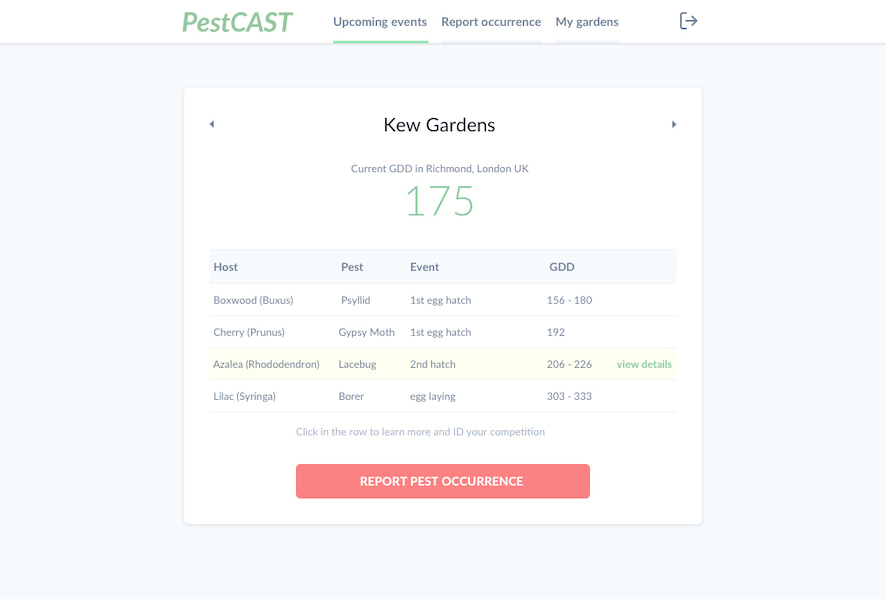 PestCAST Upcoming events Report occurrence My gardens
Kew Gardens
Current GDD in Richmond, London UK
175
Host Pest Event GDD
Boxwood (Buxus) Psyllid 1st egg hatch 156 - 180
Cherry (Prunus) Gypsy Moth 1st egg hatch 192
Azalea (Rhododendron) Lacebug 2nd hatch 206 - 226 view details
Lilac (Syringa) Borer egg laying 303 - 333
Click in the row to learn more and ID your competition
REPORT PEST OCCURRENCE